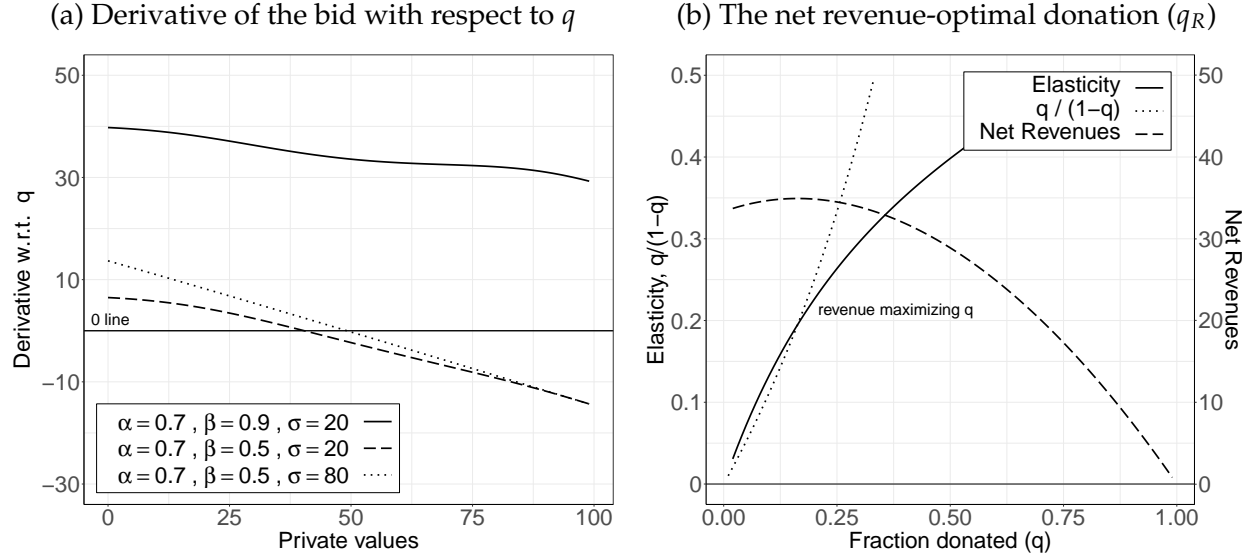 (a) Derivative of the bid with respect to q
Derivative w.r.t. q
50
30
10
−10
−30
0 line
α = 0.7 , β = 0.9 , σ = 20
α = 0.7 , β = 0.5 , σ = 20
α = 0.7 , β = 0.5 , σ = 80
0
25
50
75
100
Private values
(b) The net revenue-optimal donation (qR)
Elasticity, q/(1−q)
0.5
0.4
0.3
0.2
0.1
0
Elasticity
q / (1−q)
Net Revenues
revenue maximizing q
50
40
30
20
10
0
Net Revenues
0.00
0.25
0.50
0.75
1.00
Fraction donated (q)